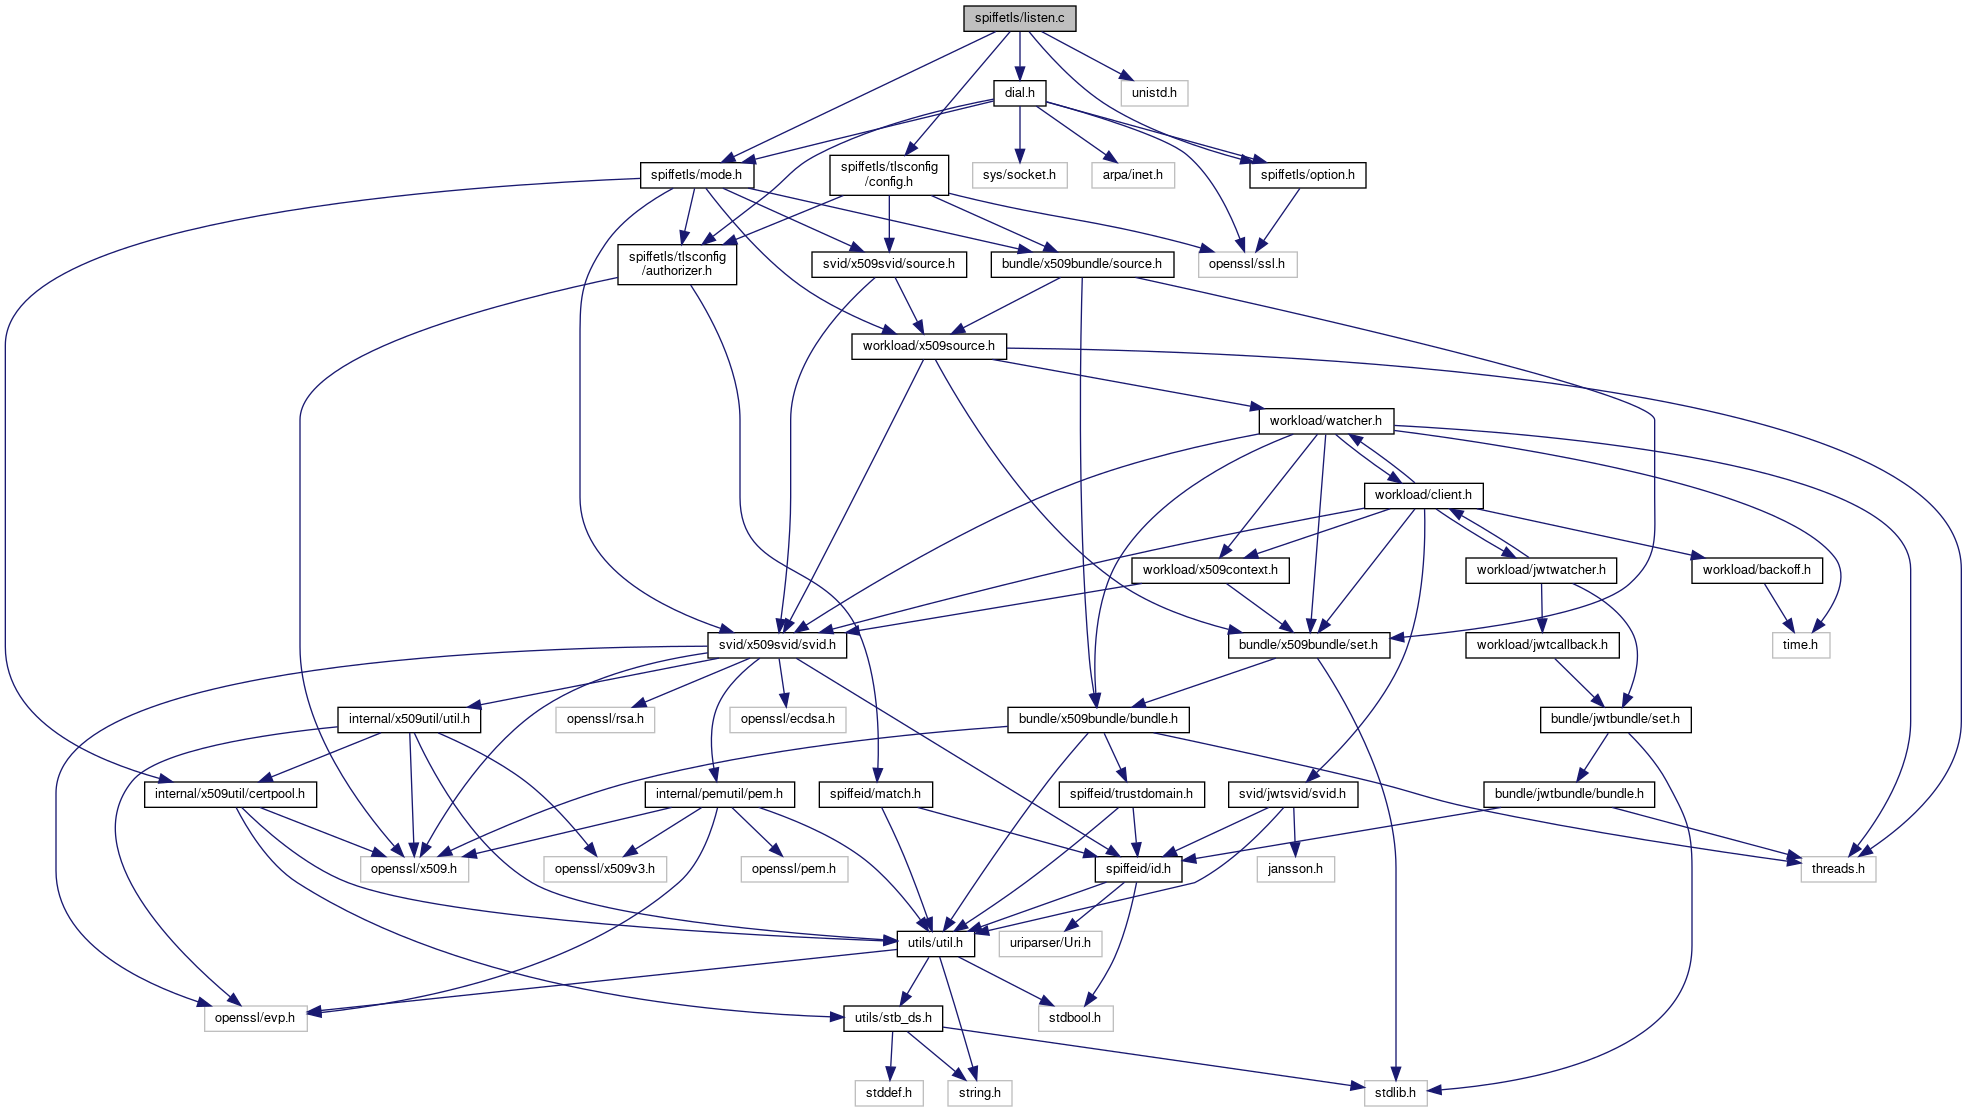 spiffetls/listen.c
dial.h
unistd.h
spiffetls/mode.h
spiffetls/tlsconfig
/config.h
sys/socket.h
arpa/inet.h
spiffetls/option.h
spiffetls/tlsconfig
/authorizer.h
svid/x509svid/source.h
bundle/x509bundle/source.h
openssl/ssl.h
workload/x509source.h
workload/watcher.h
workload/client.h
workload/x509context.h
workload/jwtwatcher.h
workload/backoff.h
svid/x509svid/svid.h
bundle/x509bundle/set.h
workload/jwtcallback.h
time.h
internal/x509util/util.h
openssl/rsa.h
openssl/ecdsa.h
bundle/x509bundle/bundle.h
bundle/jwtbundle/set.h
internal/x509util/certpool.h
internal/pemutil/pem.h
spiffeid/match.h
spiffeid/trustdomain.h
svid/jwtsvid/svid.h
bundle/jwtbundle/bundle.h
openssl/x509.h
openssl/x509v3.h
openssl/pem.h
spiffeid/id.h
jansson.h
threads.h
utils/util.h
uriparser/Uri.h
openssl/evp.h
utils/stb_ds.h
stdbool.h
stddef.h
string.h
stdlib.h